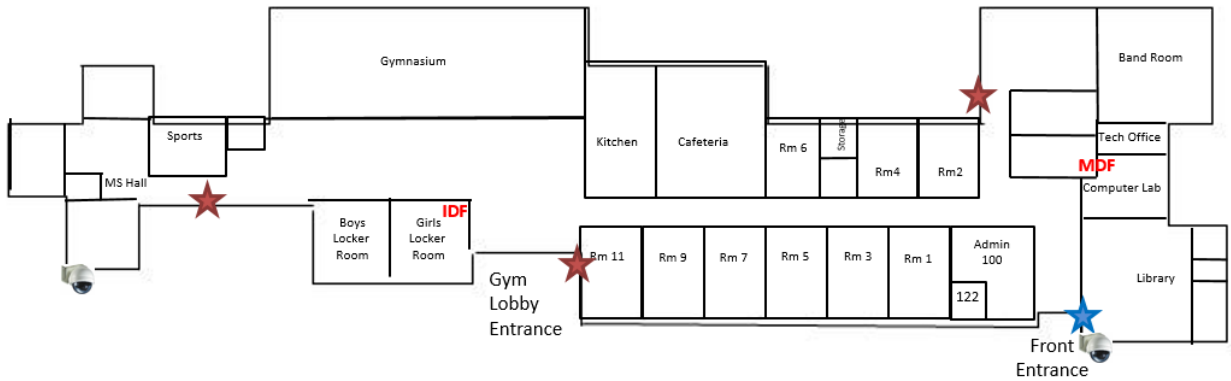 Gymnasium
Band Room
Sports
Kitchen
Cafeteria
Rm 6
Storage
Rm4
Rm2
Tech Office
MDF
Computer Lab
MS Hall
Boys
Locker
Room
Girls
Locker
Room
IDF
Gym
Lobby
Entrance
Rm 11
Rm 9
Rm 7
Rm 5
Rm 3
Rm 1
Admin
100
122
Library
Front
Entrance